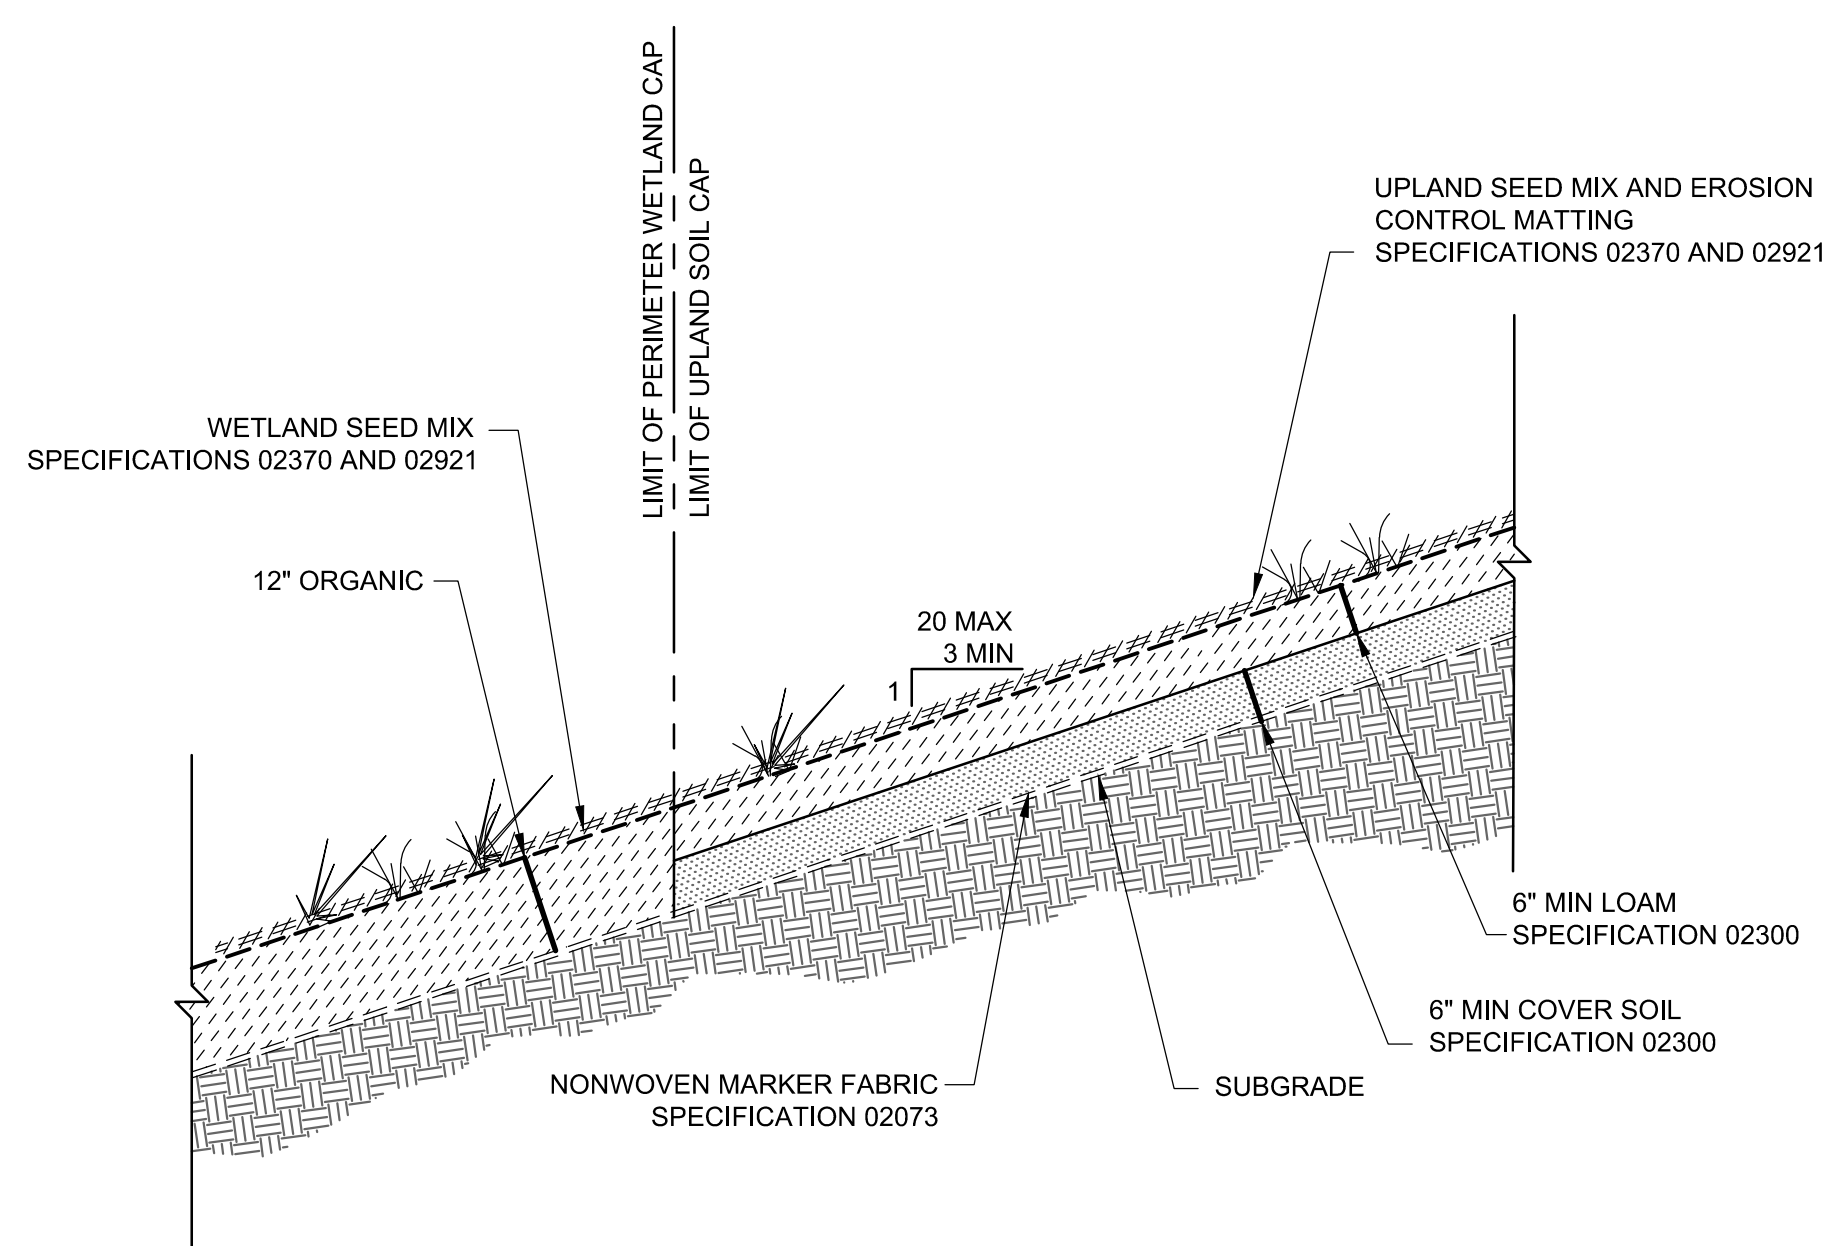 LIMIT OF PERIMETER WETLAND CAP
LIMIT OF UPLAND SOIL CAP
UPLAND SEED MIX AND EROSION
CONTROL MATTING
SPECIFICATIONS 02370 AND 02921
WETLAND SEED MIX
SPECIFICATIONS 02370 AND 02921
12" ORGANIC
20 MAX
3 MIN
1
6" MIN LOAM
SPECIFICATION 02300
6" MIN COVER SOIL
SPECIFICATION 02300
NONWOVEN MARKER FABRIC
SPECIFICATION 02073
SUBGRADE